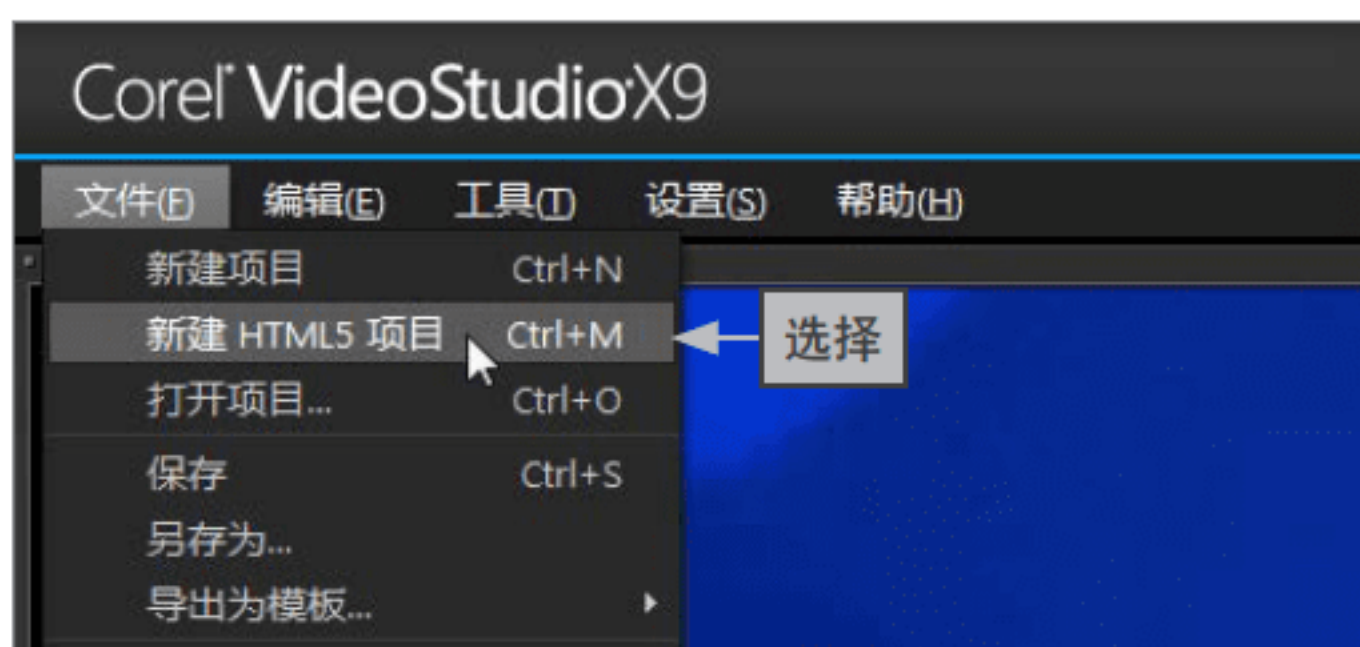 Corel VideoStudio X9
文件(F) 编辑(E) 工具(T) 设置(S) 帮助(H)
新建项目 Ctrl+N
新建 HTML5 项目 Ctrl+M 选择
打开项目... Ctrl+O
保存 Ctrl+S
另存为...
导出为模板...